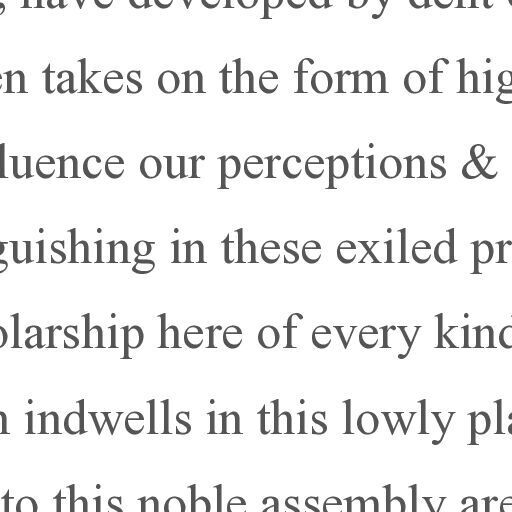 , have developed by dent
en takes on the form of hig
luence our perceptions &
guishing in these exiled pr
olarship here of every kind
n indwells in this lowly pla
to this noble assembly are